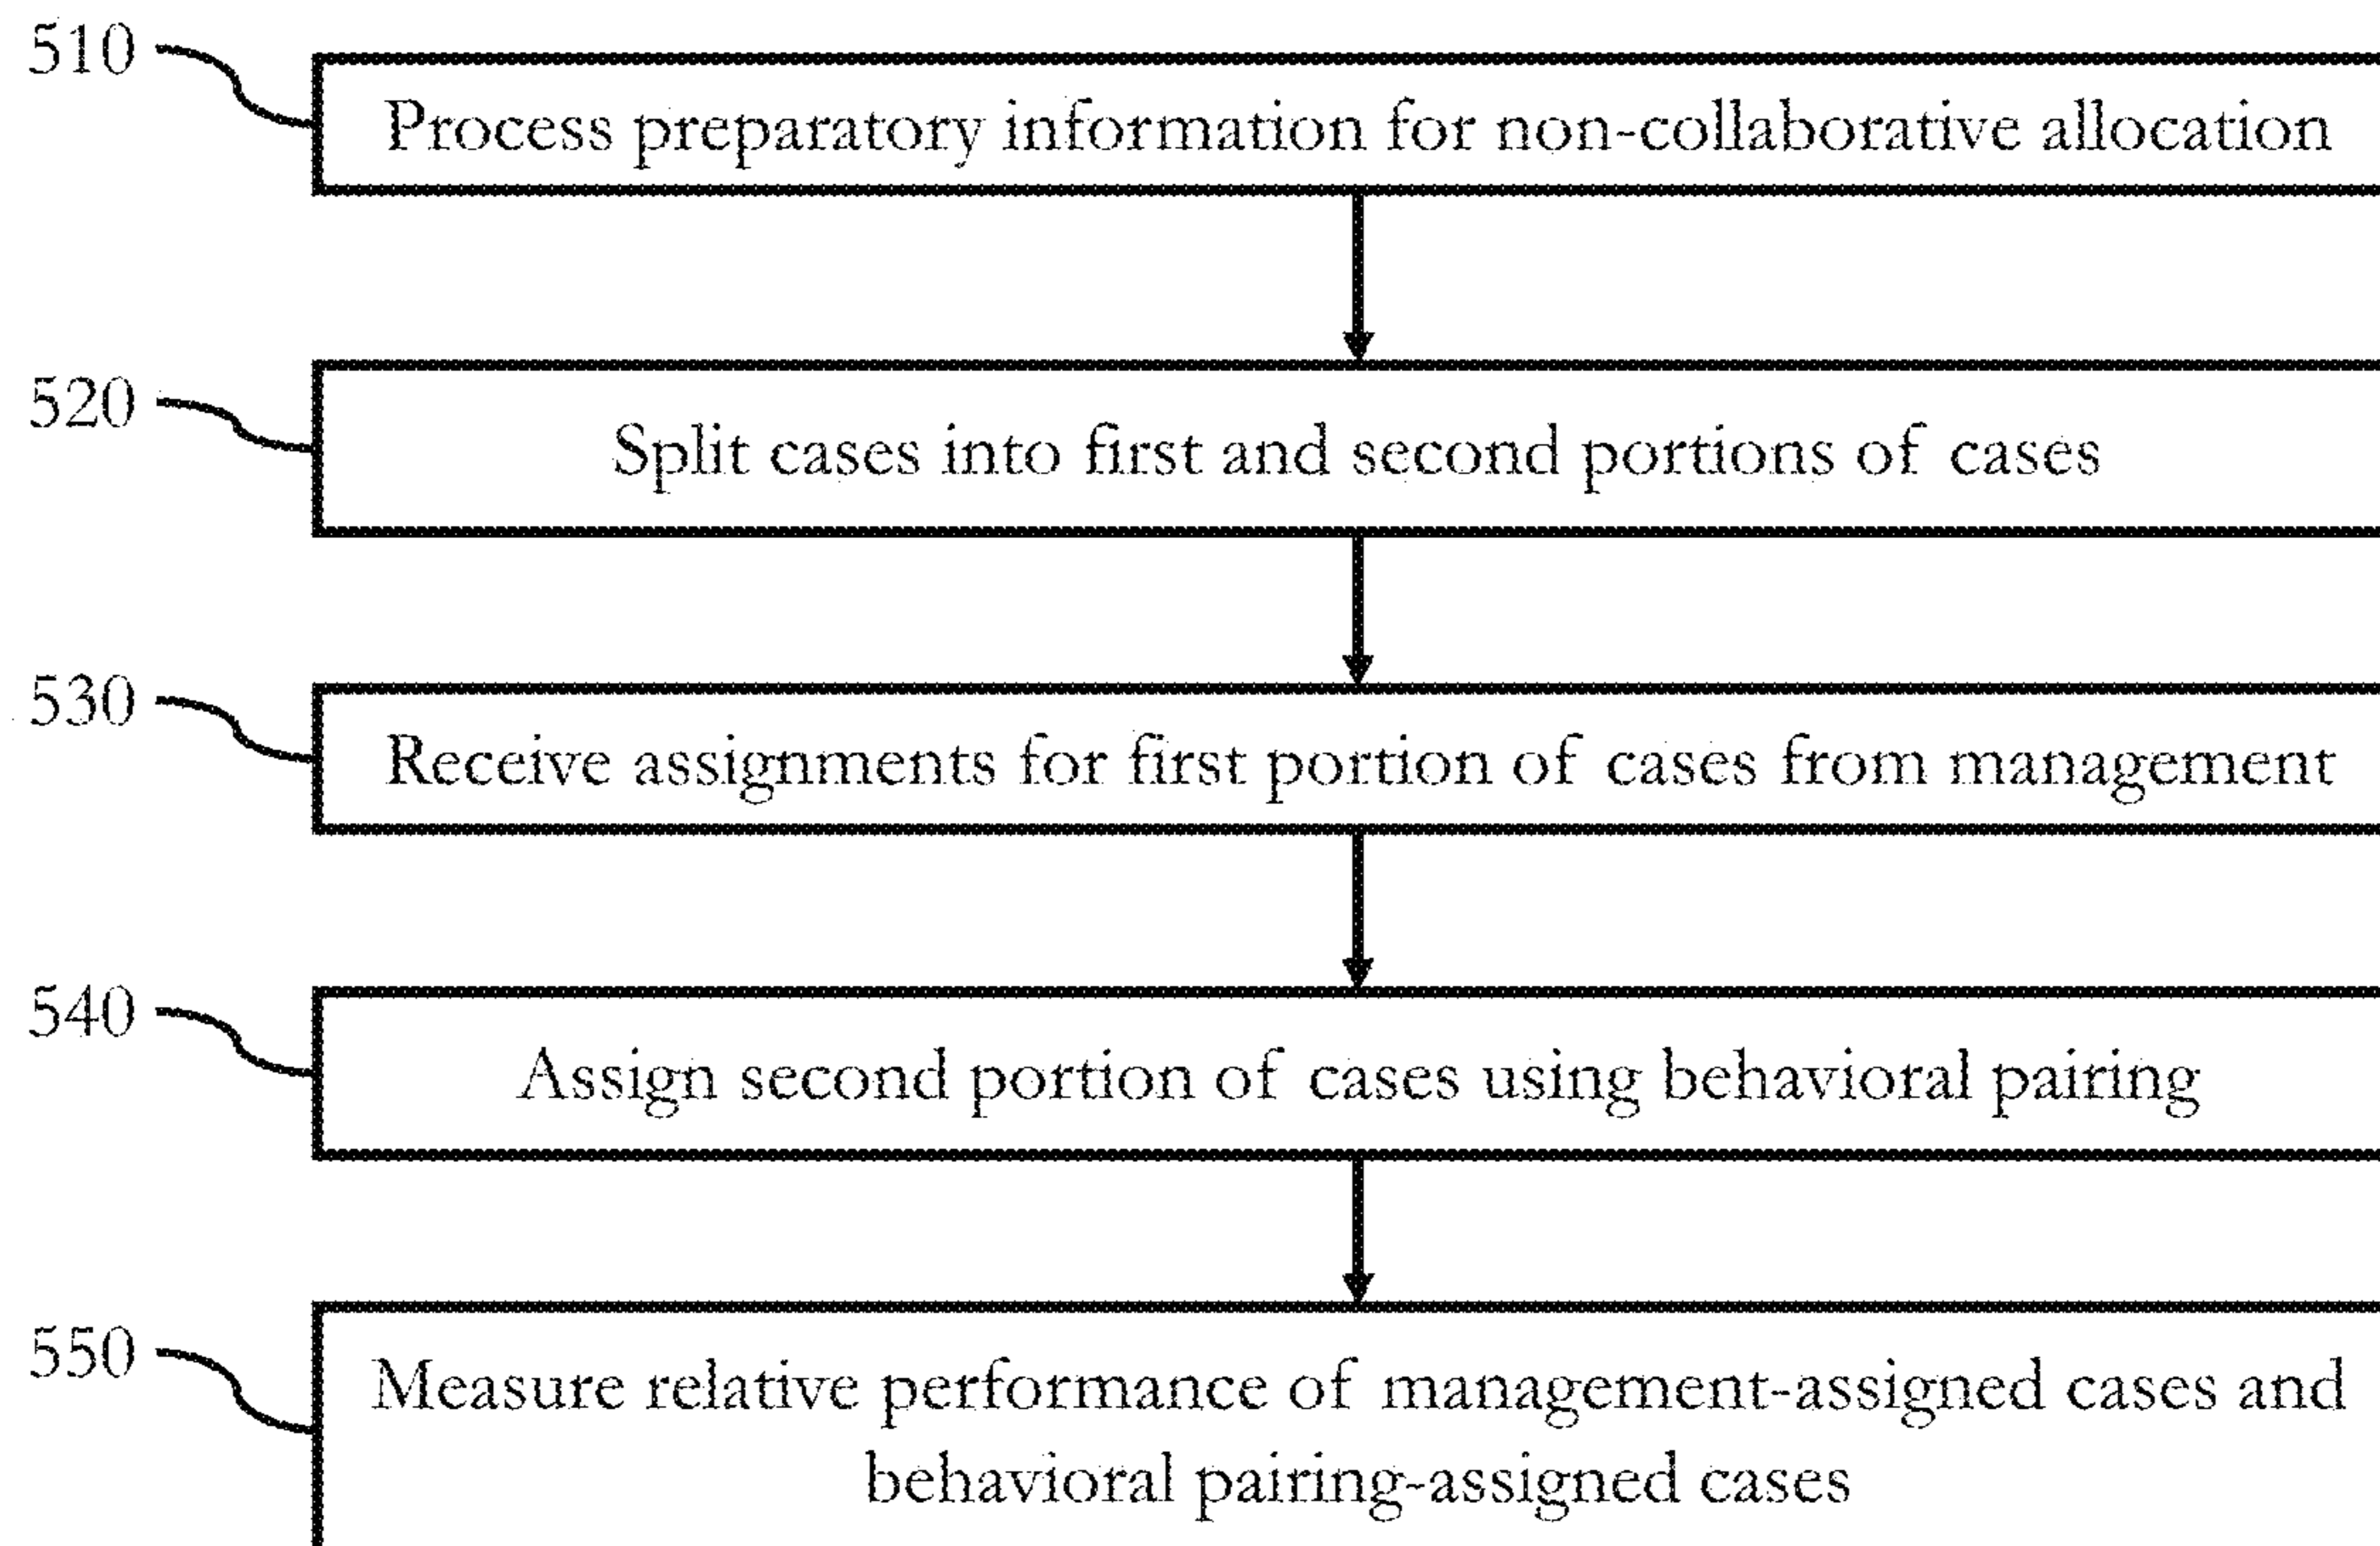 510
Process preparatory information for non-collaborative allocation
520
Split cases into first and second portions of cases
530
Receive assignments for first portion of cases from management
540
Assign second portion of cases using behavioral pairing
550
Measure relative performance of management-assigned cases and
behavioral pairing-assigned cases